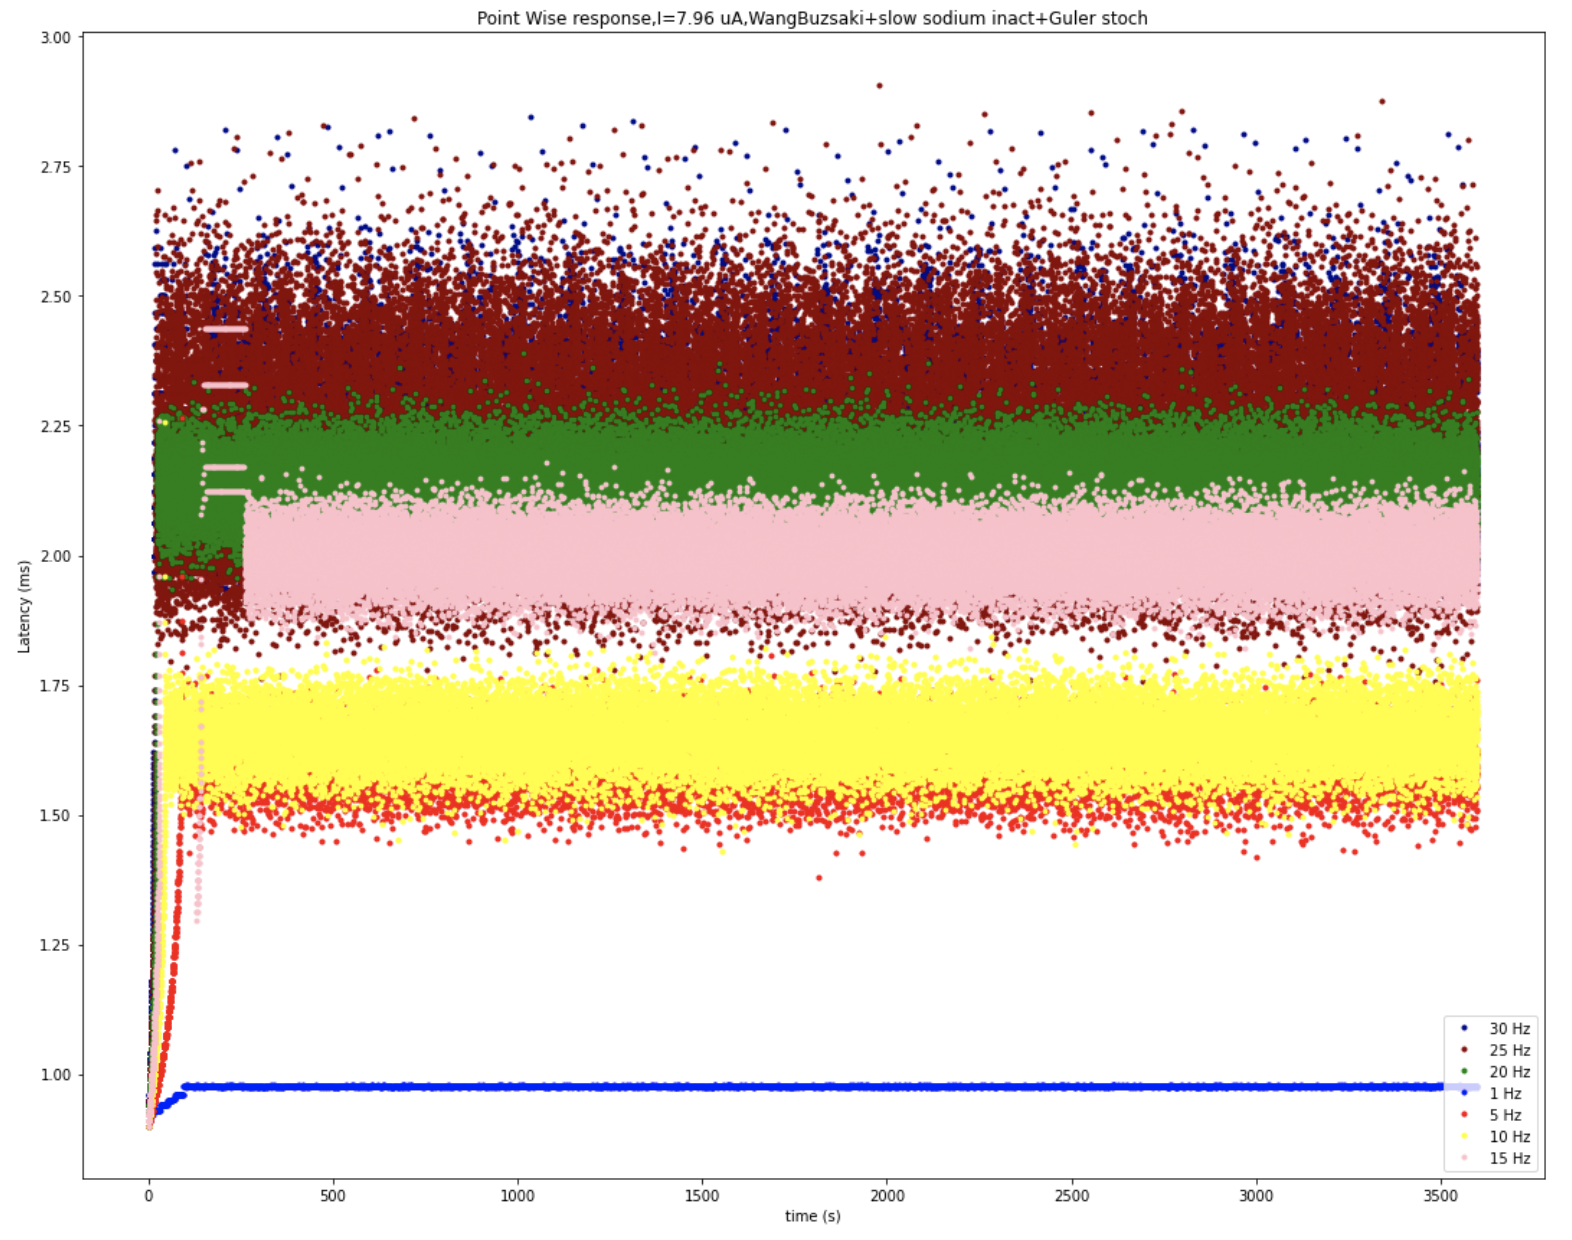 Point Wise response,I=7.96 uA,WangBuzsaki+slow sodium inact+Guler stoch
3.00
2.75
2.50
2.25
2.00
1.75
1.50
1.25
1.00
Latency (ms)
30 Hz
25 Hz
20 Hz
1 Hz
5 Hz
10 Hz
15 Hz
0
500
1000
1500
2000
2500
3000
3500
time (s)